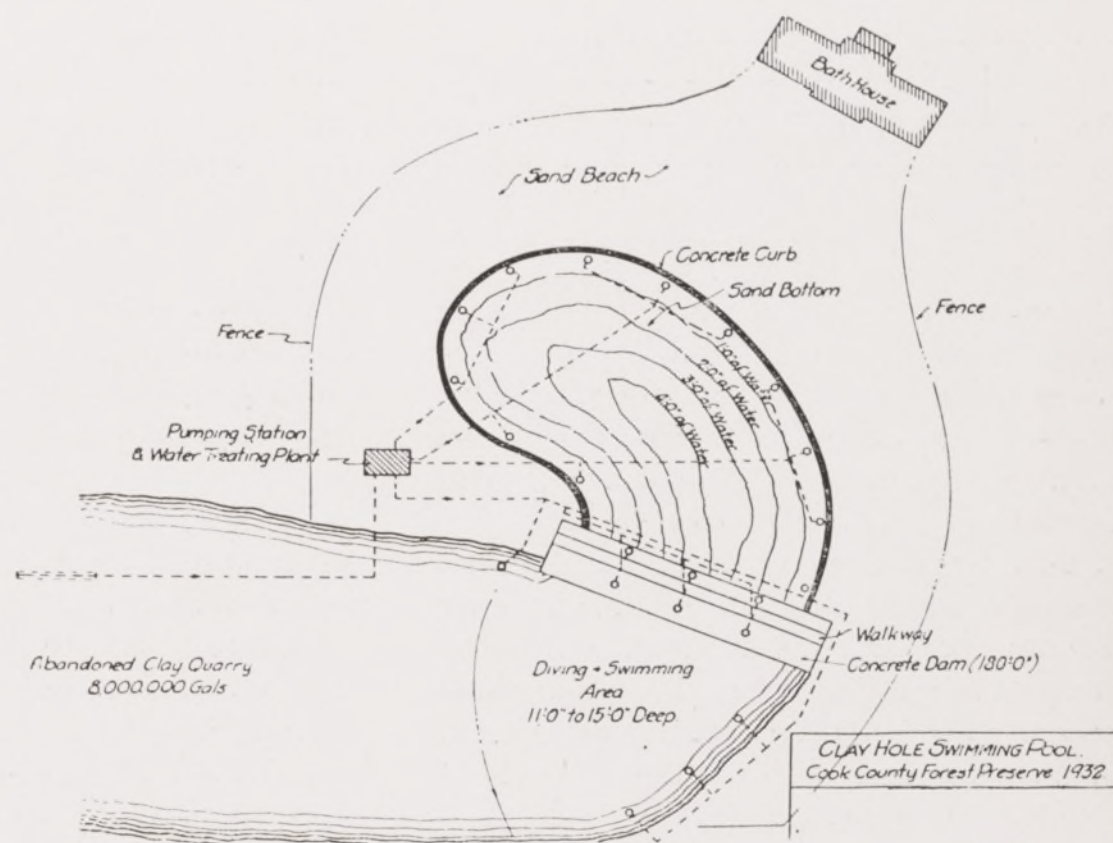 Bath House
Sand Beach
Concrete Curb
Sand Bottom
Fence
Fence
1'-0" of Water
2'-0" of Water
3'-0" of Water
4'-0" of Water
Pumping Station
& Water Treating Plant
Walkway
Concrete Dam (180'-0")
Abandoned Clay Quarry
8,000,000 Gals
Diving + Swimming
Area
11'-0" to 15'-0" Deep
CLAY HOLE SWIMMING POOL.
Cook County Forest Preserve 1932